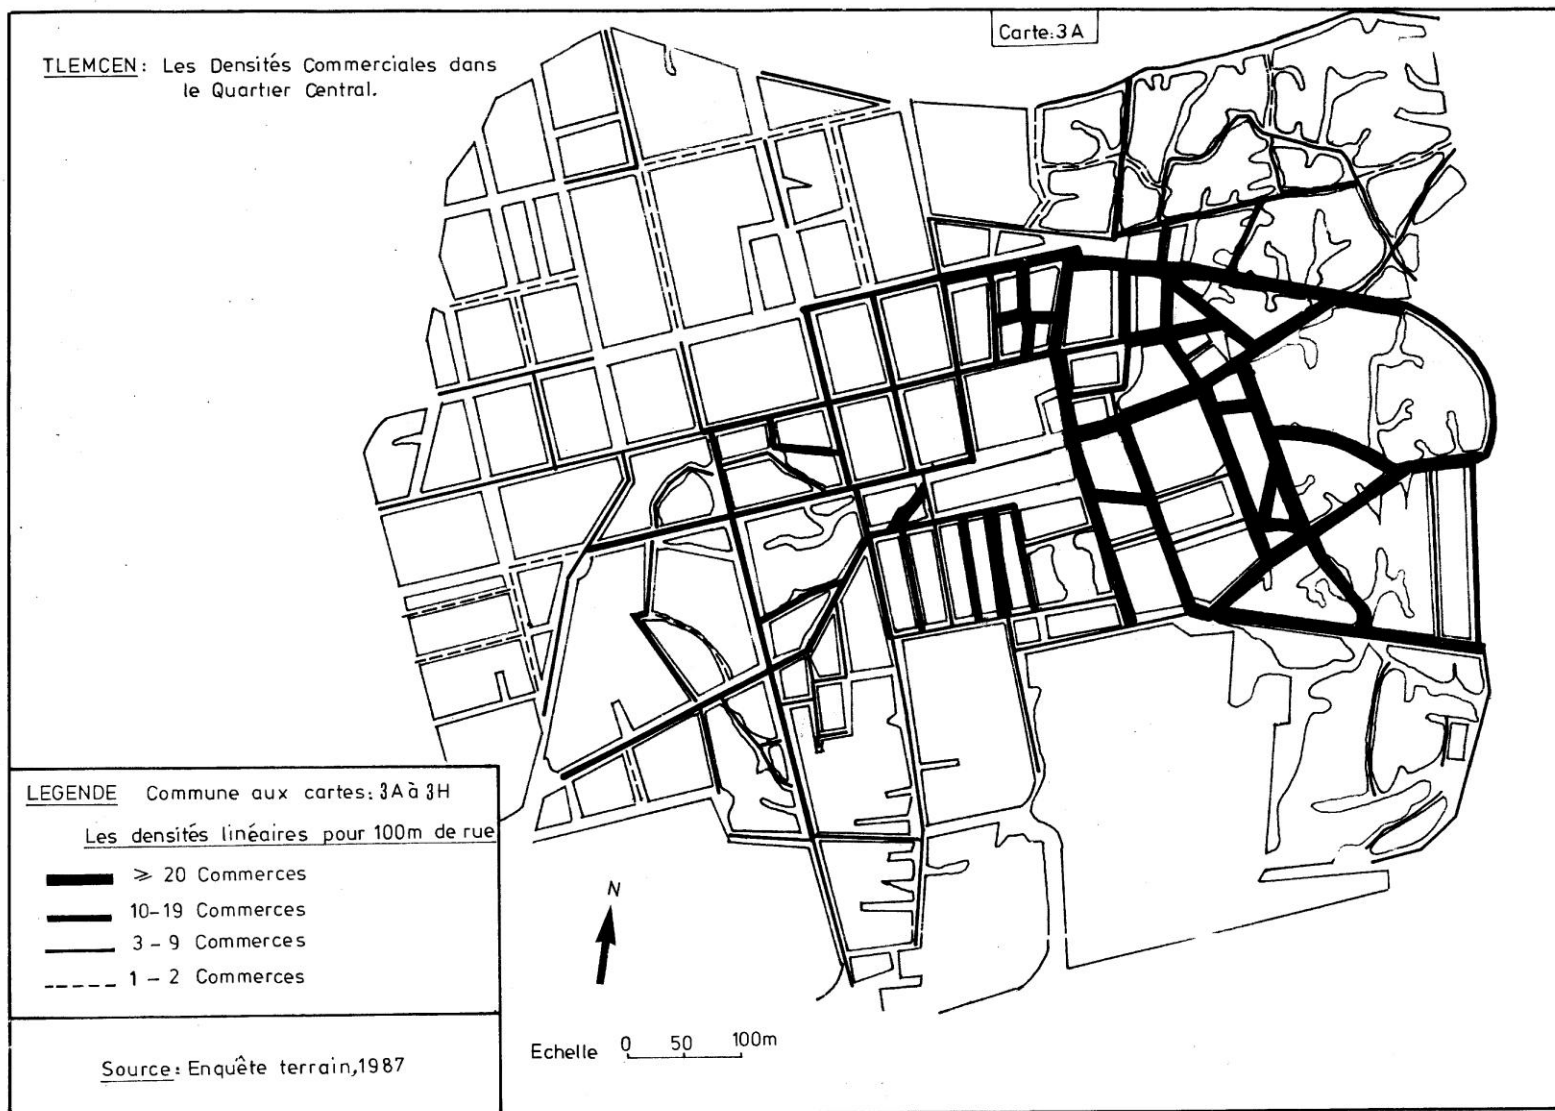 Carte: 3A
TLEMCEN: Les Densités Commerciales dans
le Quartier Central.
LEGENDE Commune aux cartes: 3A à 3H
Les densités linéaires pour 100m de rue
⩾ 20 Commerces
10-19 Commerces
3 - 9 Commerces
1 - 2 Commerces
Source: Enquête terrain, 1987
N
Echelle 0 50 100m